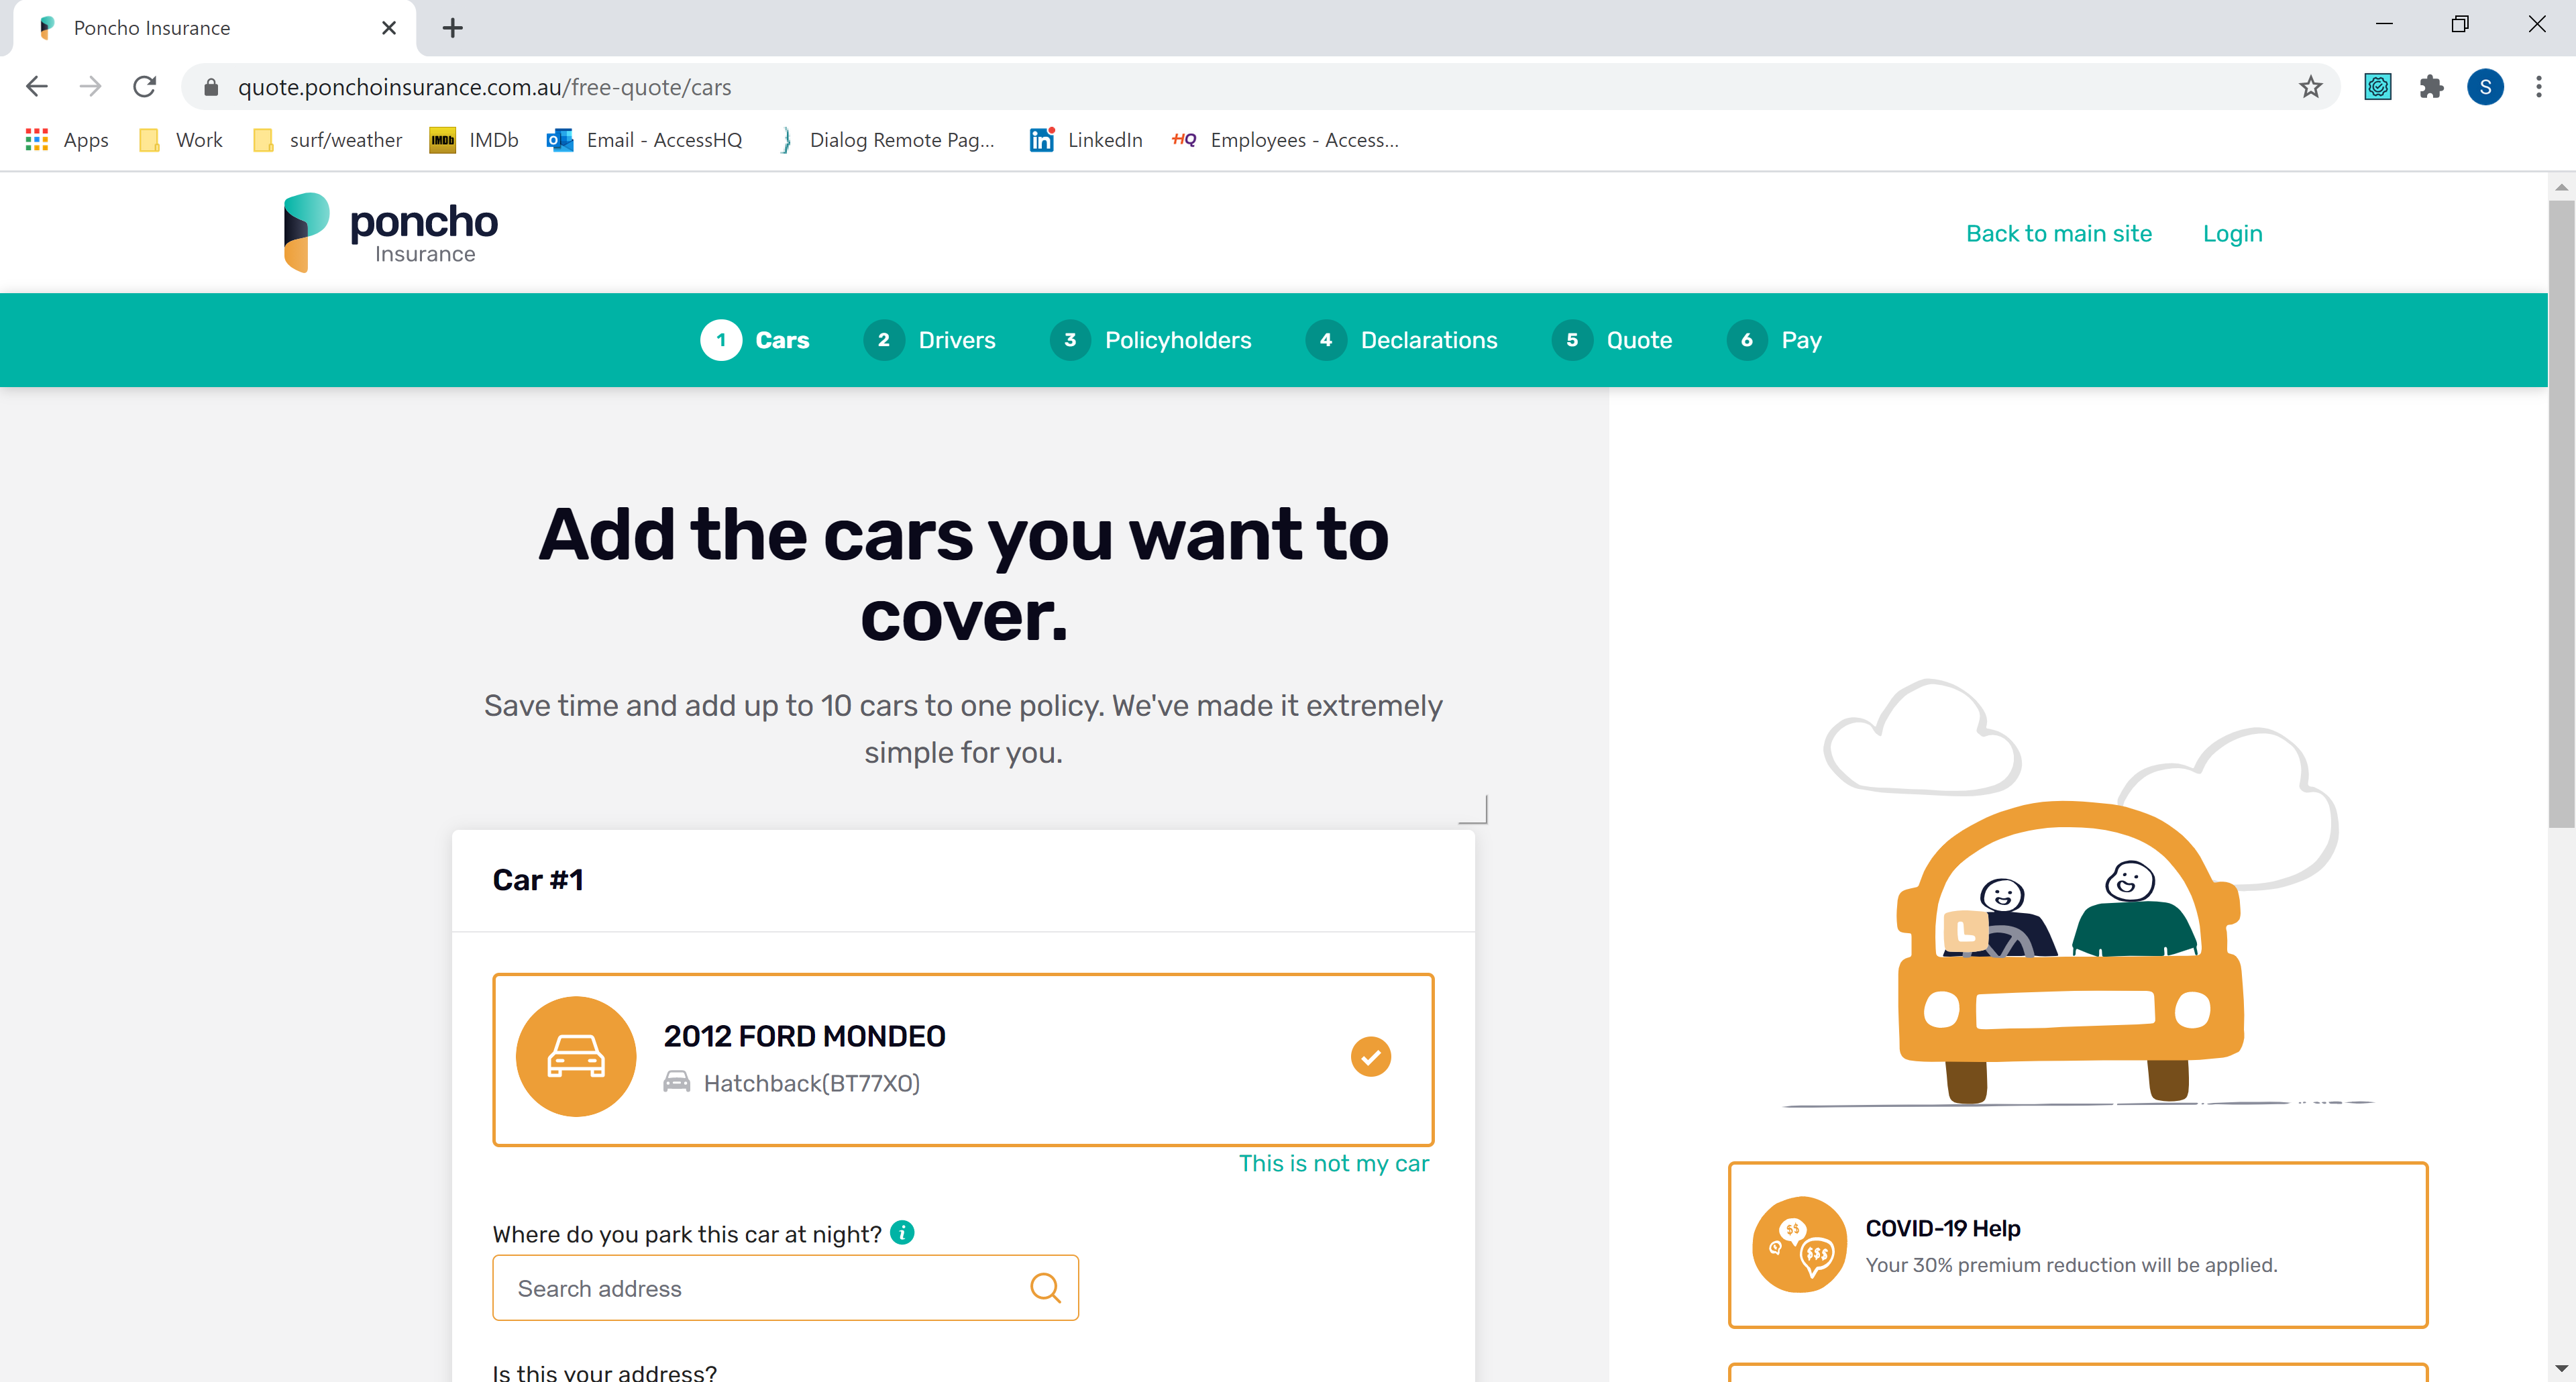 Poncho Insurance
quote.ponchoinsurance.com.au/free-quote/cars
S
Apps
Work
surf/weather
IMDb IMDb
Email - AccessHQ
Dialog Remote Pag...
in LinkedIn
HQ Employees - Access...
poncho
Insurance
Back to main site
Login
1 Cars
2 Drivers
3 Policyholders
4 Declarations
5 Quote
6 Pay
Add the cars you want to
cover.
Save time and add up to 10 cars to one policy. We've made it extremely
simple for you.
Car #1
2012 FORD MONDEO
Hatchback(BT77XO)
This is not my car
Where do you park this car at night? i
Search address
Is this your address?
L
$$
$$$
COVID-19 Help
Your 30% premium reduction will be applied.